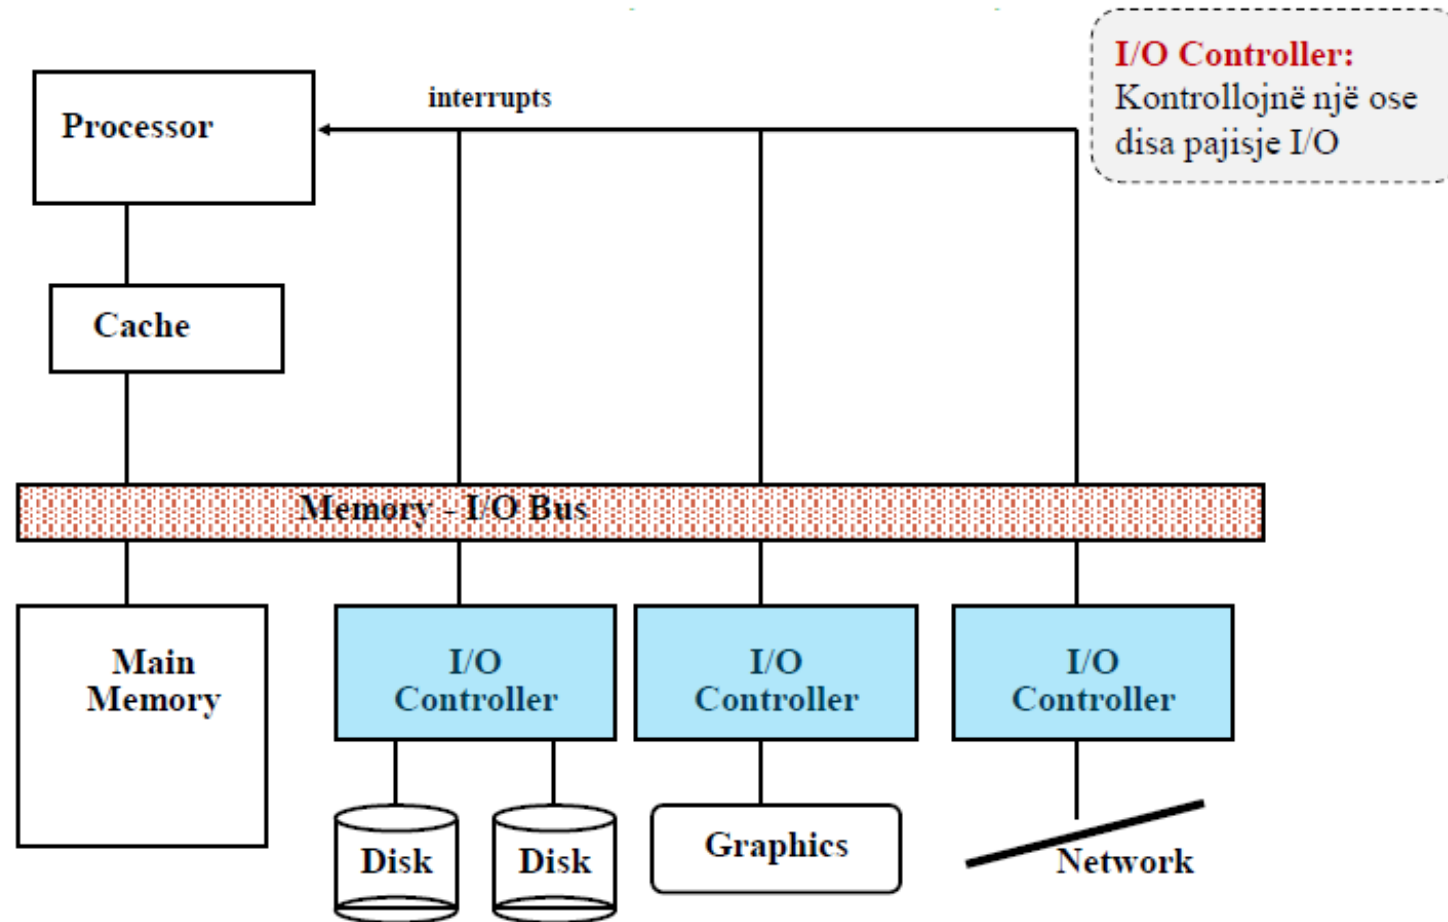 I/O Controller:
Kontrollojnë një ose
disa pajisje I/O
interrupts
Processor
Cache
Memory - I/O Bus
Main
Memory
I/O
Controller
I/O
Controller
I/O
Controller
Disk
Disk
Graphics
Network